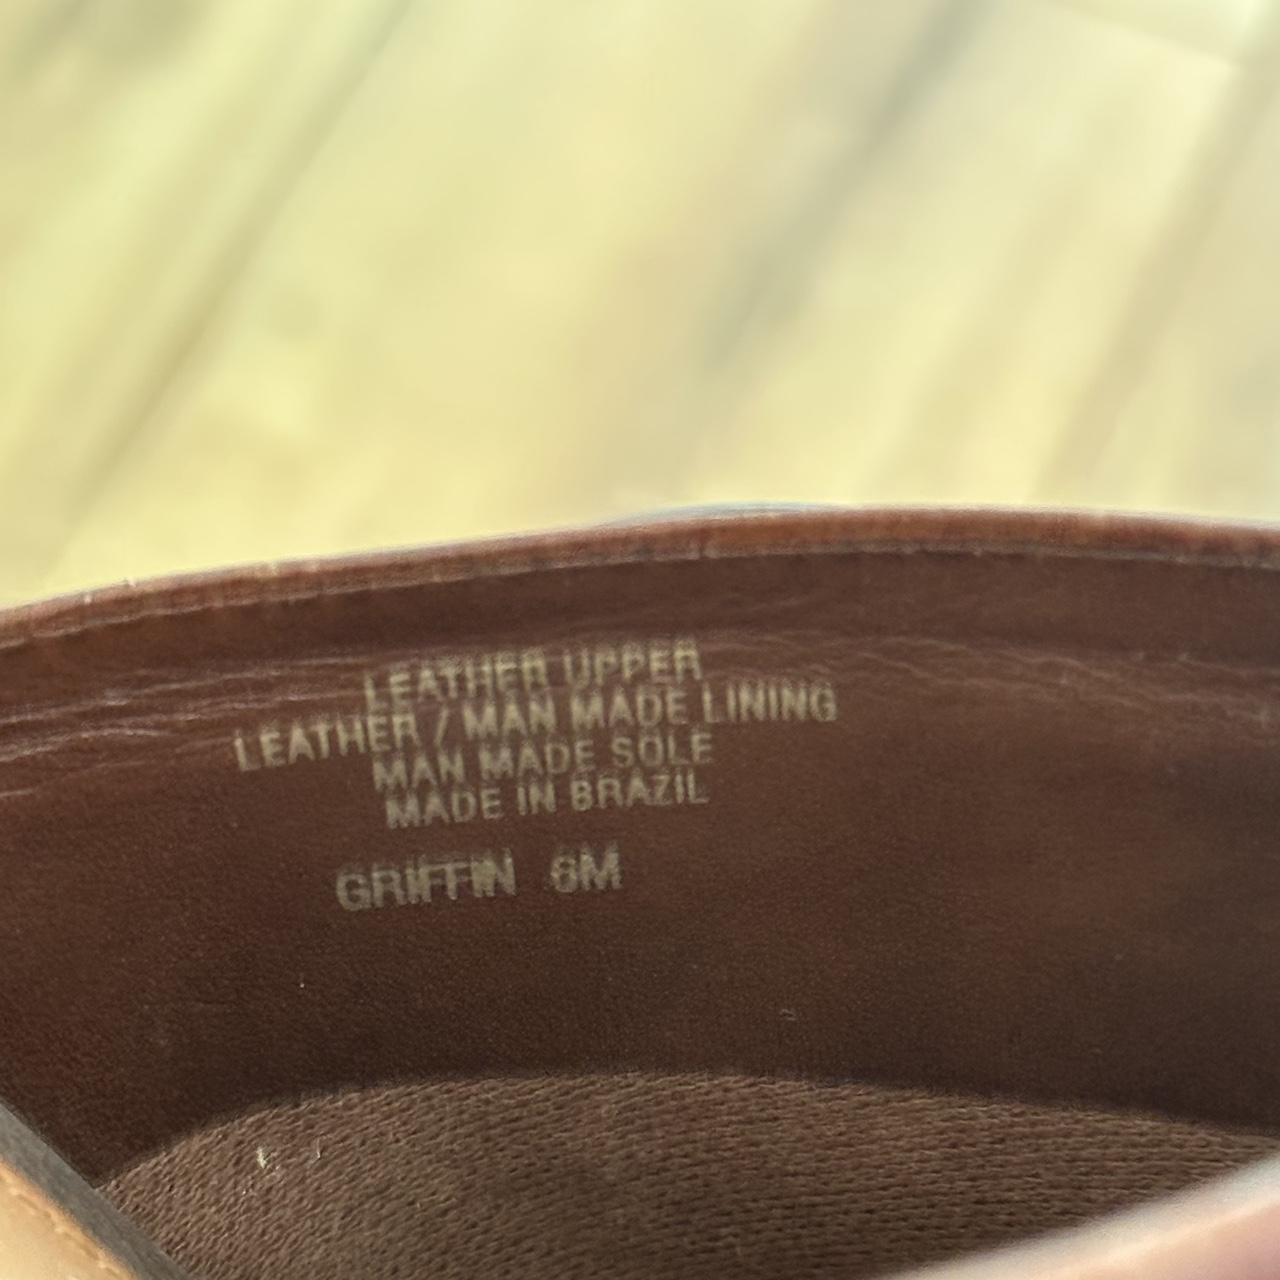 LEATHER UPPER
LEATHER / MAN MADE LINING
MAN MADE SOLE
MADE IN BRAZIL
GRIFFIN 6M